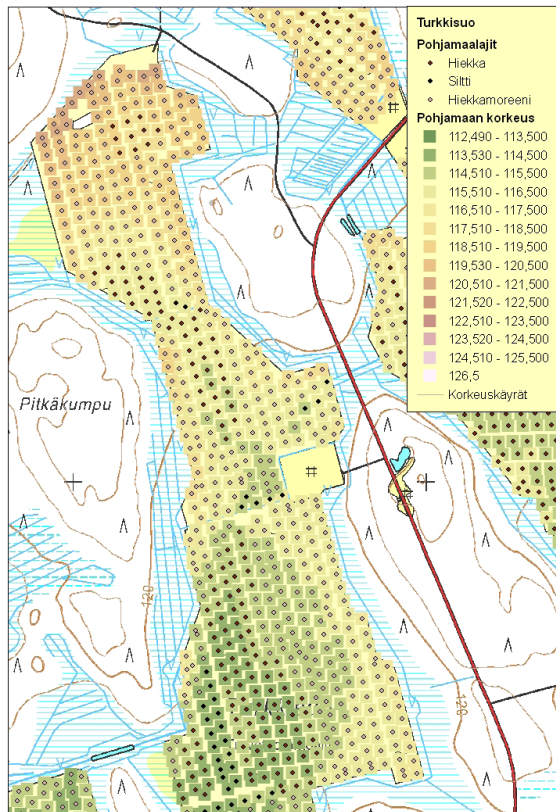 Turkkisuo
Pohjamaalajit
Hiekka
Siltti
Hiekkamoreeni
Pohjamaan korkeus
112,490 - 113,500
113,530 - 114,500
114,510 - 115,500
115,510 - 116,500
116,510 - 117,500
117,510 - 118,500
118,510 - 119,500
119,530 - 120,500
120,510 - 121,500
121,520 - 122,500
122,510 - 123,500
123,520 - 124,500
124,510 - 125,500
126,5
Korkeuskäyrät
Pitkäkumpu
120
120